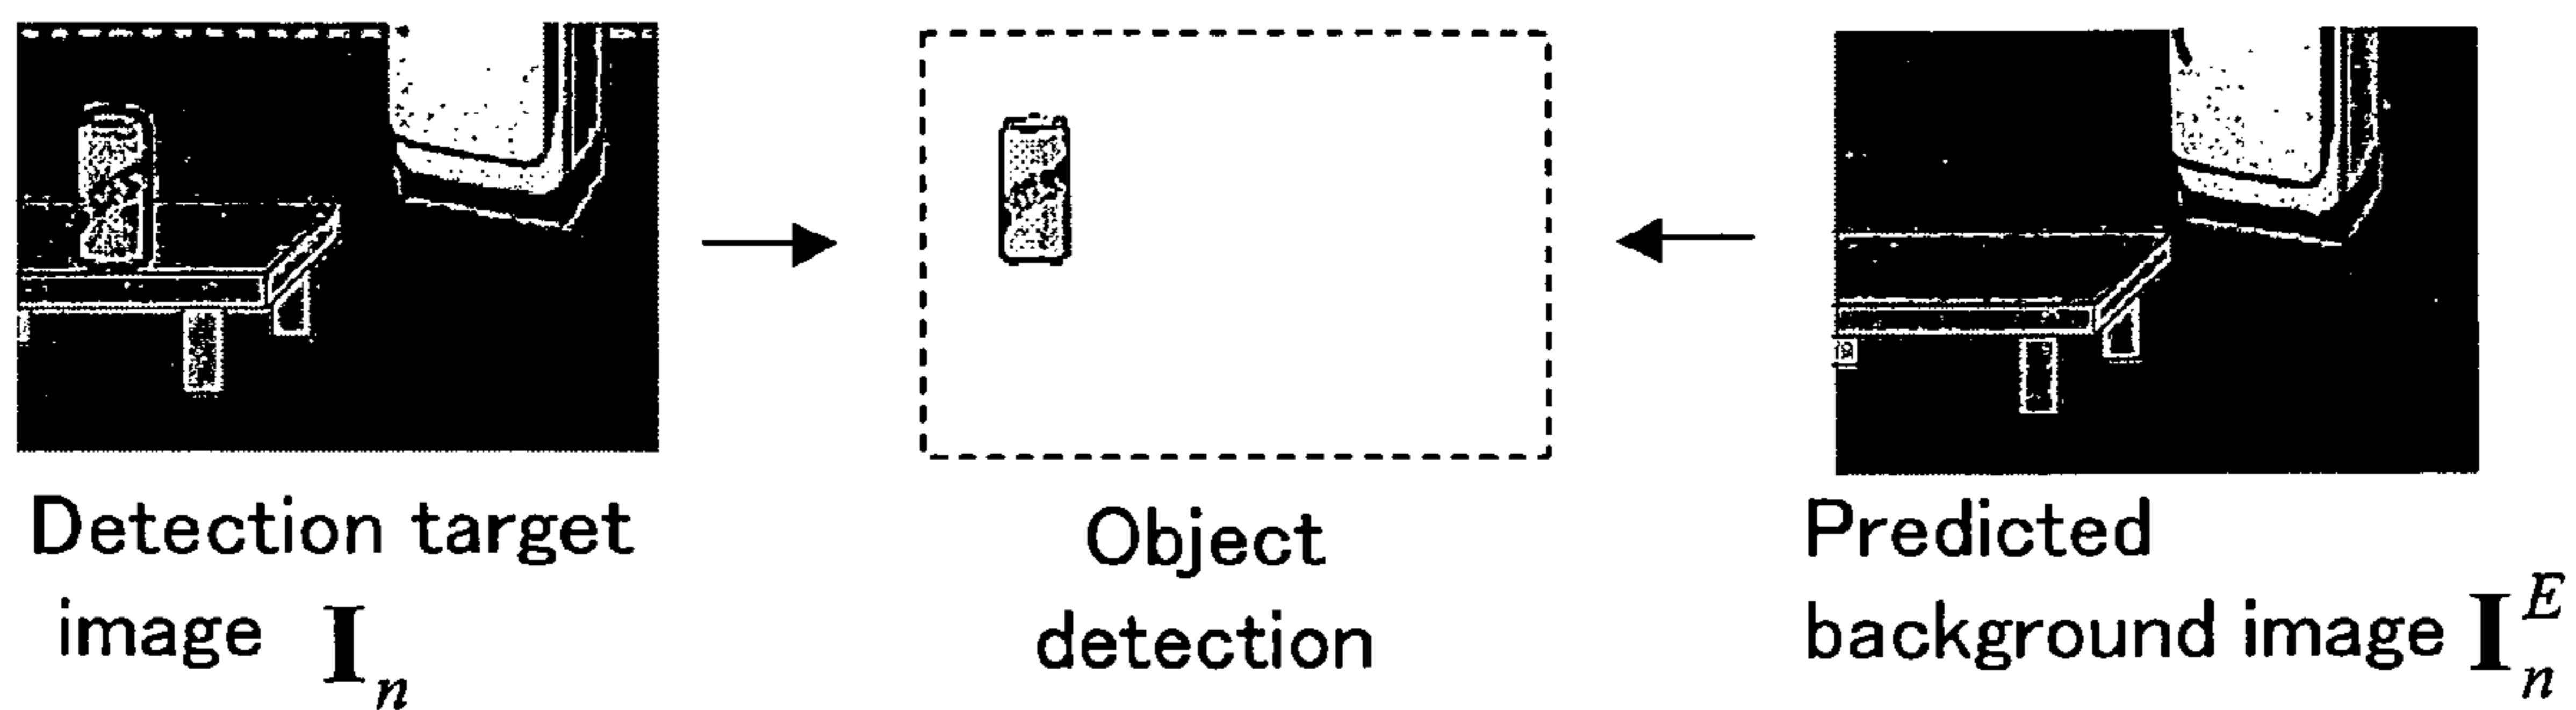 Detection target
image I_n
Object
detection
Predicted
background image I_n^E